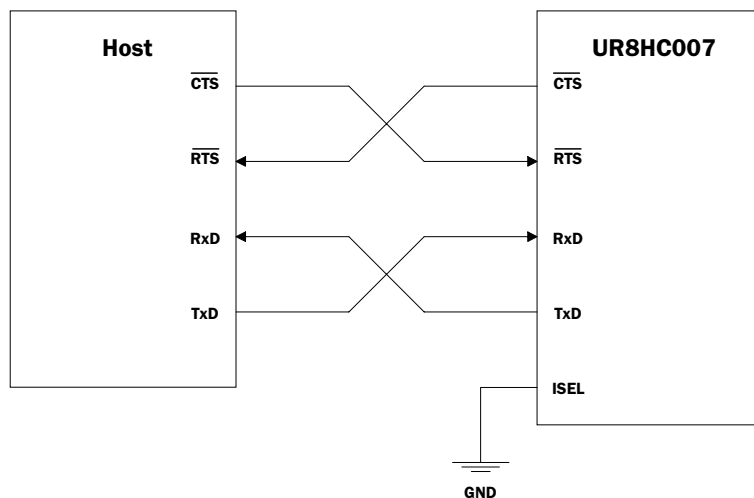 Host
UR8HC007
CTS
CTS
RTS
RTS
RxD
RxD
TxD
TxD
ISEL
GND